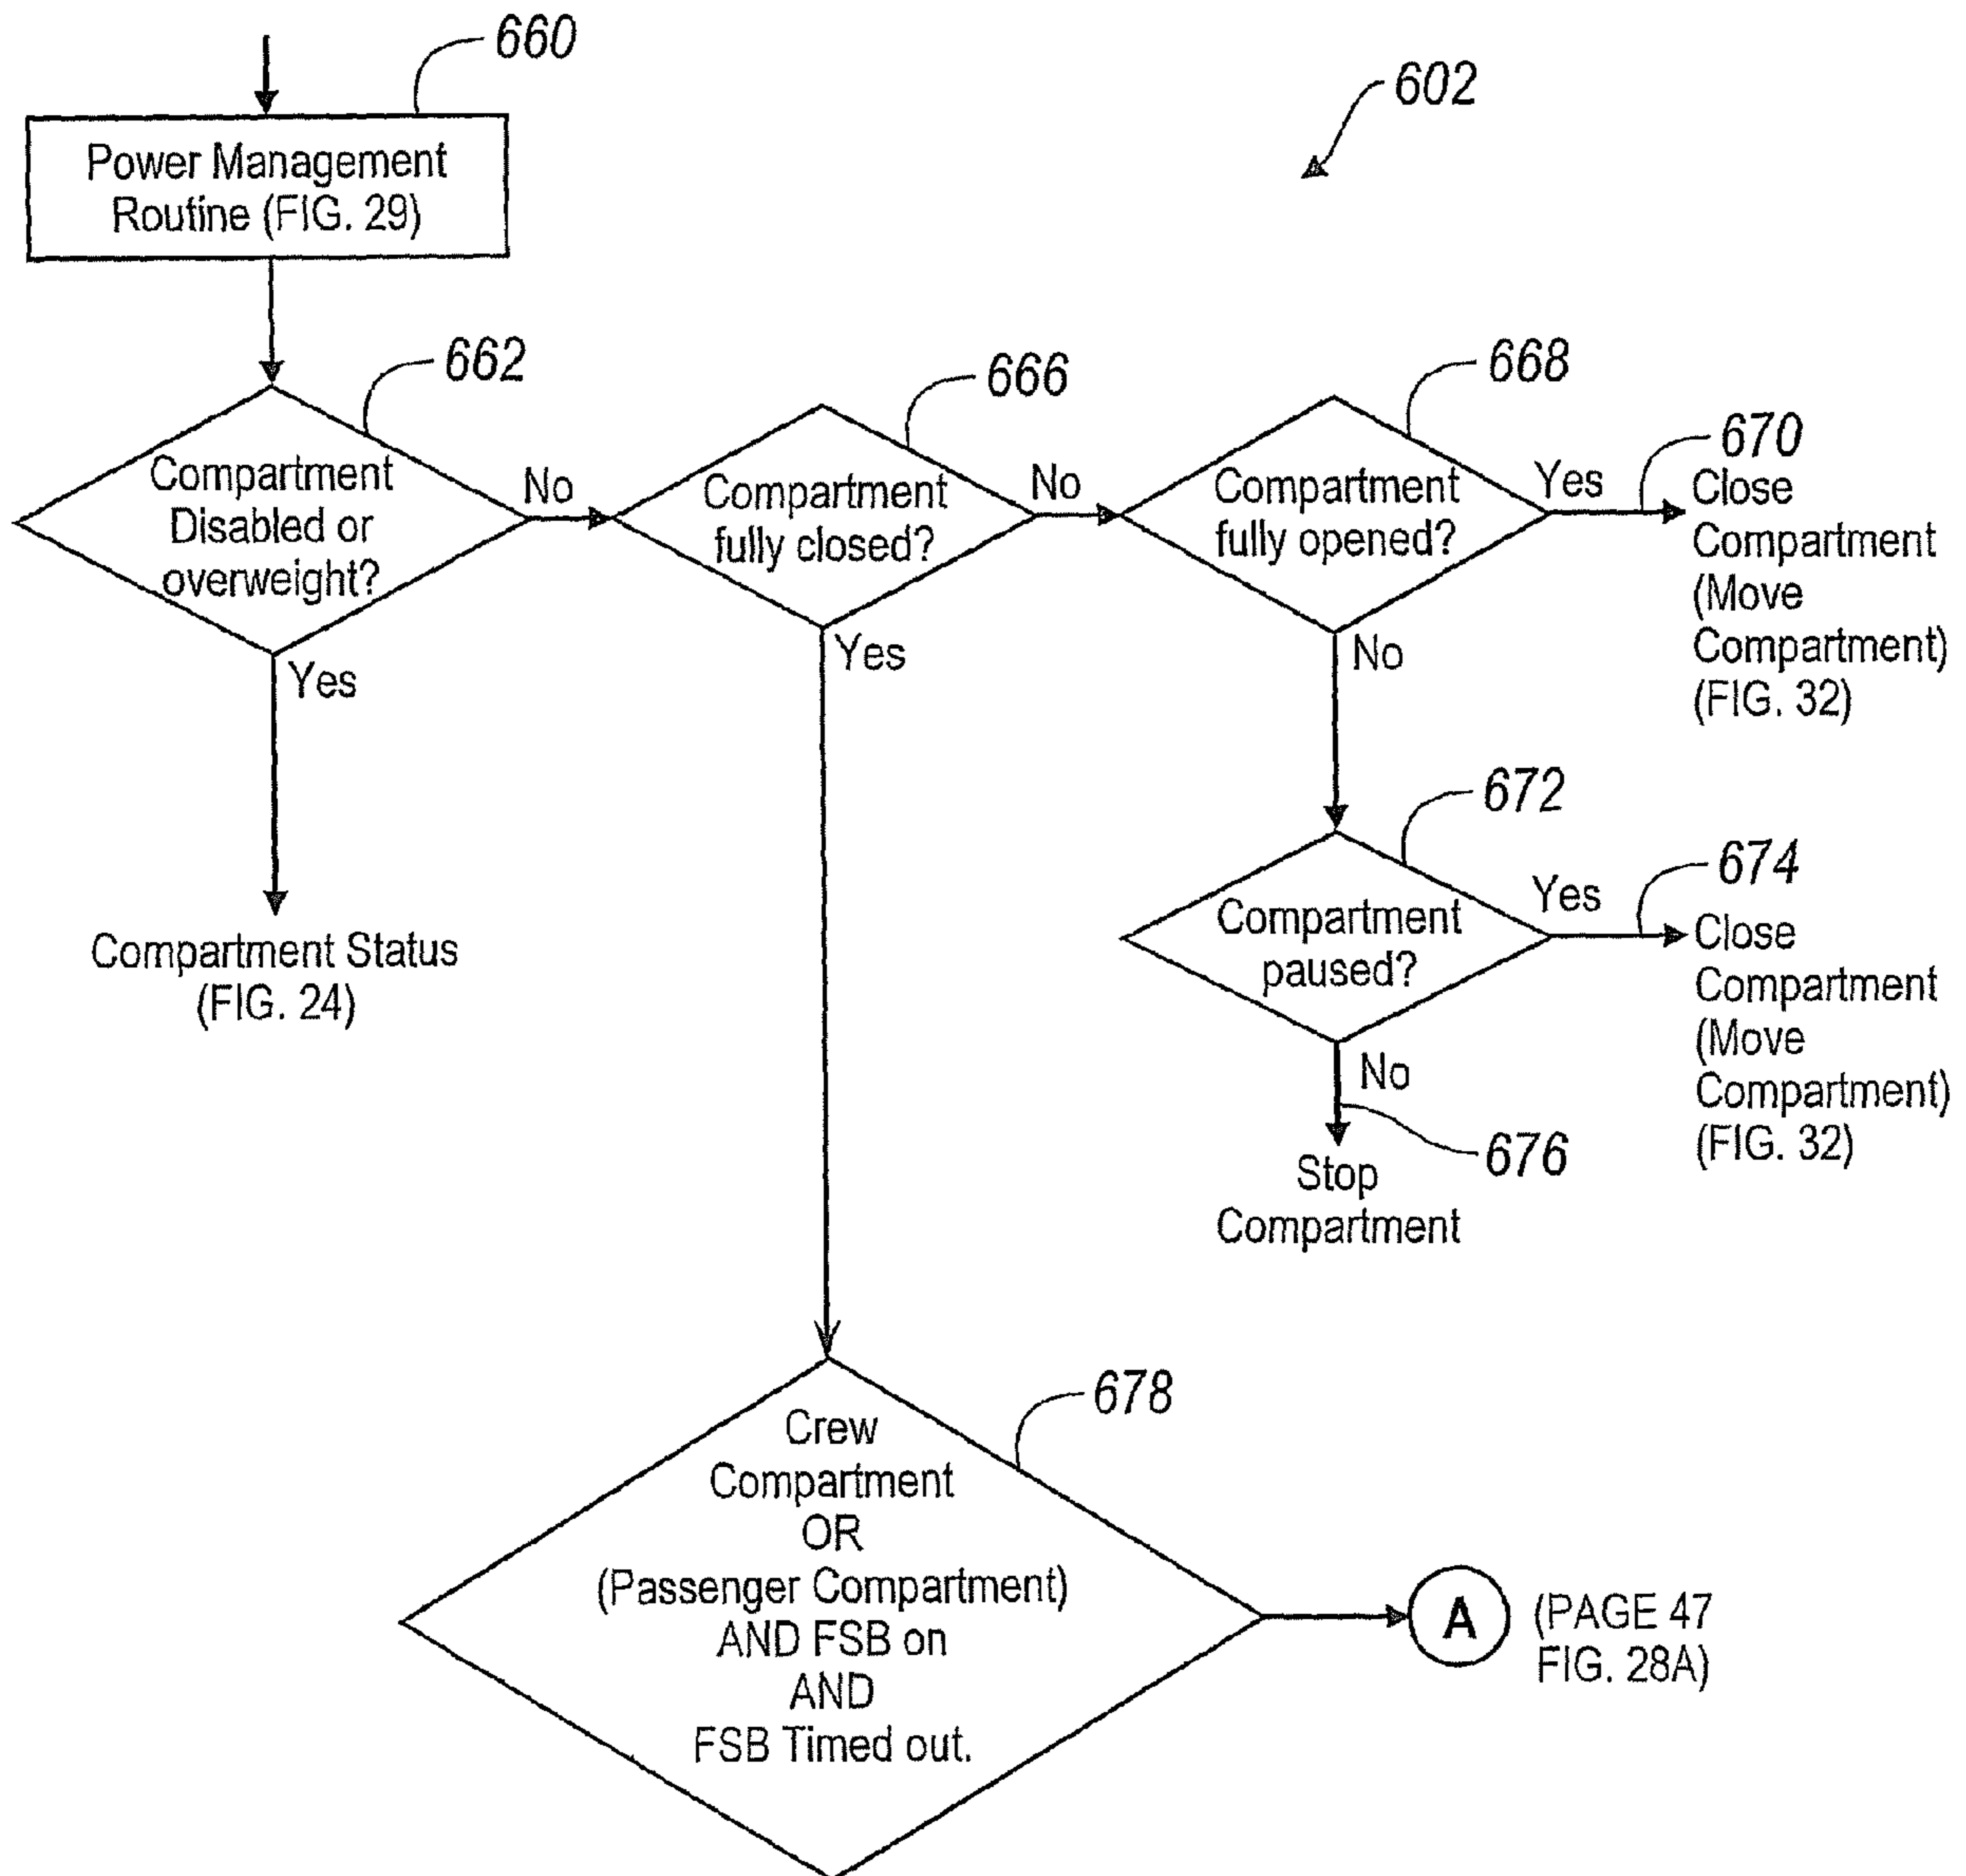 660
602
Power Management
Routine (FIG. 29)
662
666
668
670
Compartment
Disabled or
overweight?
No
Compartment
fully closed?
No
Compartment
fully opened?
Yes
Close
Compartment
(Move
Compartment)
(FIG. 32)
Yes
Yes
No
Compartment Status
(FIG. 24)
672
674
Compartment
paused?
Yes
Close
Compartment
(Move
Compartment)
(FIG. 32)
No
676
Stop
Compartment
678
Crew
Compartment
OR
(Passenger Compartment)
AND FSB on
AND
FSB Timed out.
A
(PAGE 47
FIG. 28A)